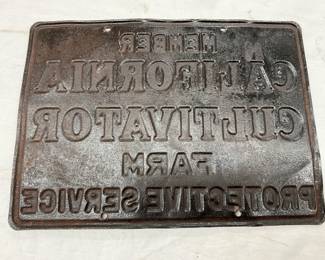 MEMBER
CALIFORNIA
CULTIVATOR
FARM
PROTECTIVE SERVICE